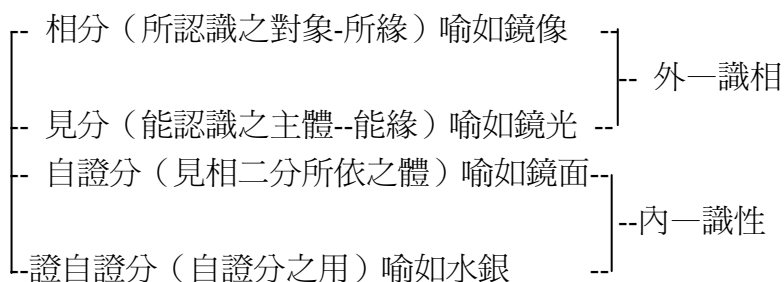 相分（所認識之對象-所緣）喻如鏡像
外—識相
見分（能認識之主體--能緣）喻如鏡光
自證分（見相二分所依之體）喻如鏡面
內—識性
證自證分（自證分之用）喻如水銀